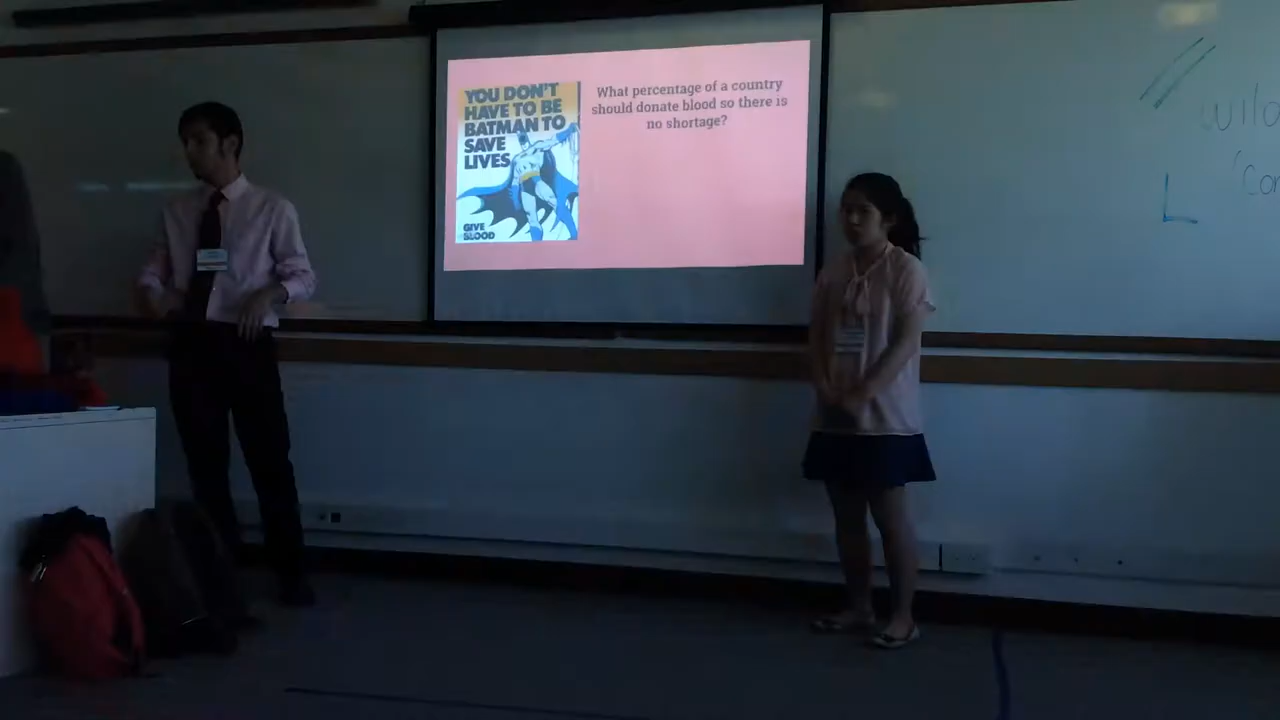 YOU DON'T
HAVE TO BE
BATMAN TO
SAVE
LIVES
GIVE
BLOOD
What percentage of a country
should donate blood so there is
no shortage?